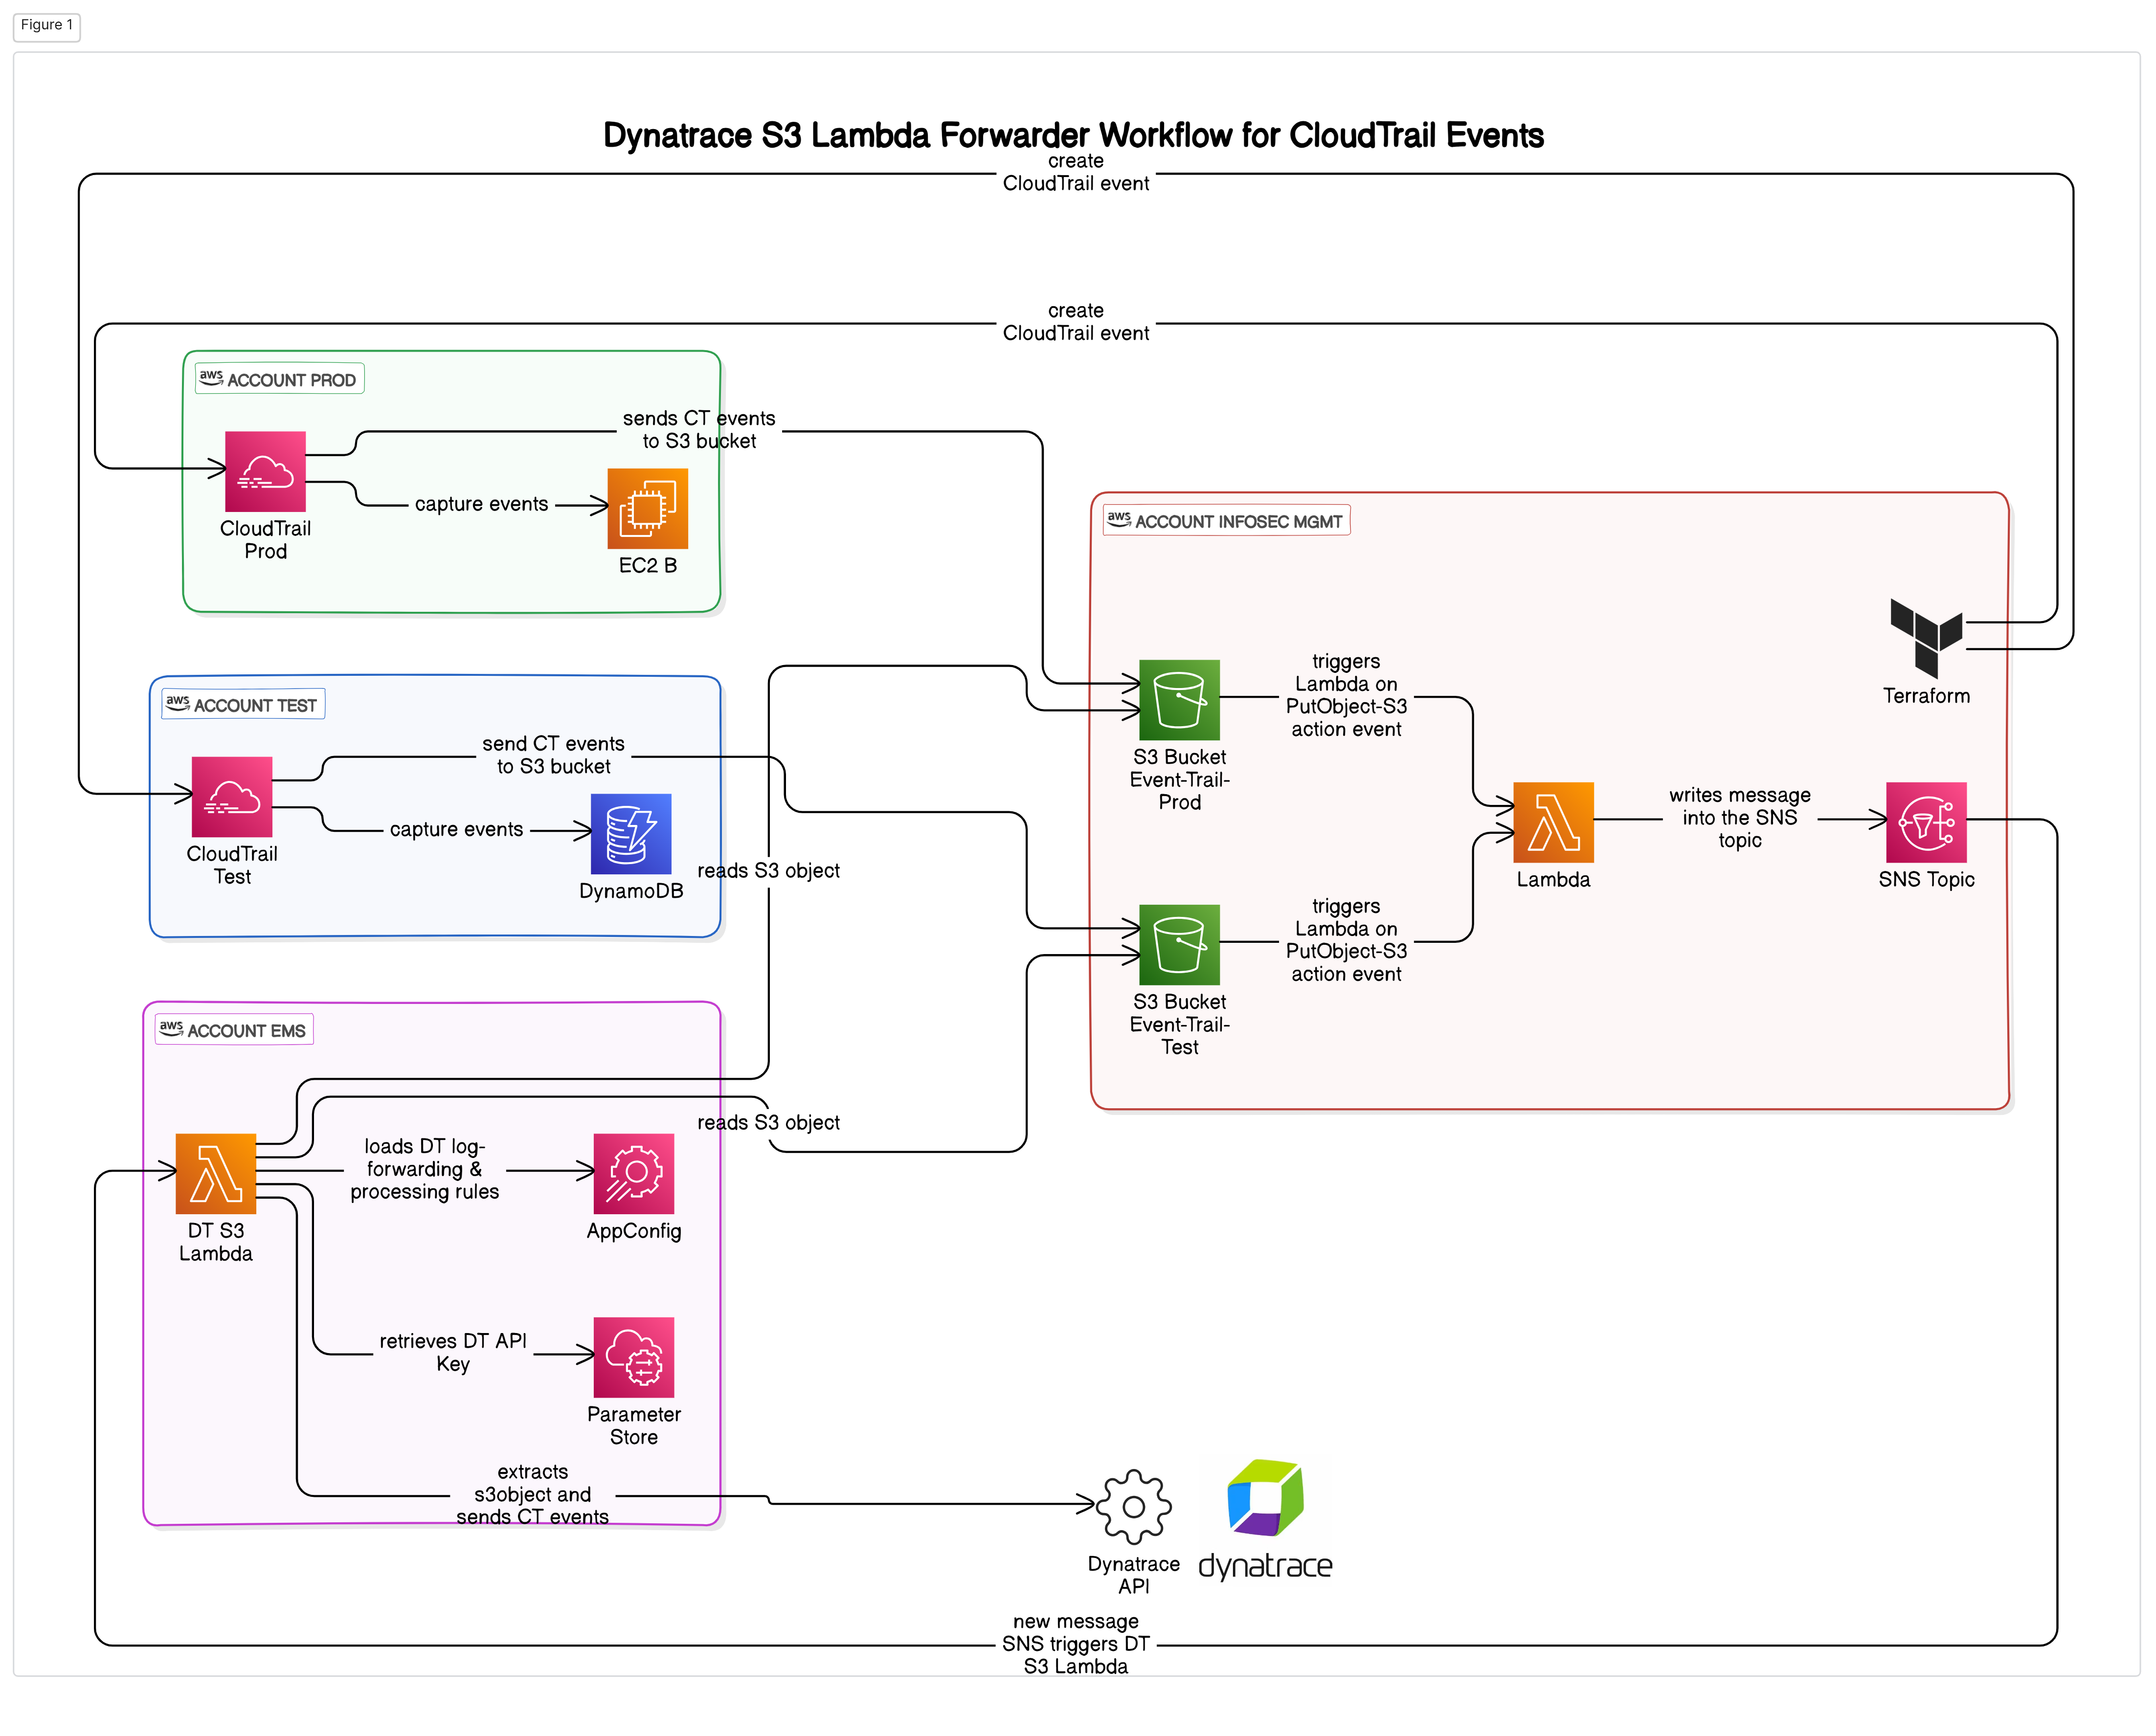 Figure 1
Dynatrace S3 Lambda Forwarder Workflow for CloudTrail Events
create
CloudTrail event
create
CloudTrail event
aws ACCOUNT PROD
sends CT events
to S3 bucket
capture events
CloudTrail
Prod
EC2 B
aws ACCOUNT INFOSEC MGMT
triggers
Lambda on
PutObject-S3
action event
Terraform
S3 Bucket
Event-Trail-
Prod
aws ACCOUNT TEST
send CT events
to S3 bucket
capture events
CloudTrail
Test
DynamoDB
reads S3 object
writes message
into the SNS
topic
Lambda
SNS Topic
triggers
Lambda on
PutObject-S3
action event
S3 Bucket
Event-Trail-
Test
aws ACCOUNT EMS
reads S3 object
loads DT log-
forwarding &
processing rules
DT S3
Lambda
AppConfig
retrieves DT API
Key
Parameter
Store
extracts
s3object and
sends CT events
Dynatrace
API
dynatrace
new message
SNS triggers DT
S3 Lambda